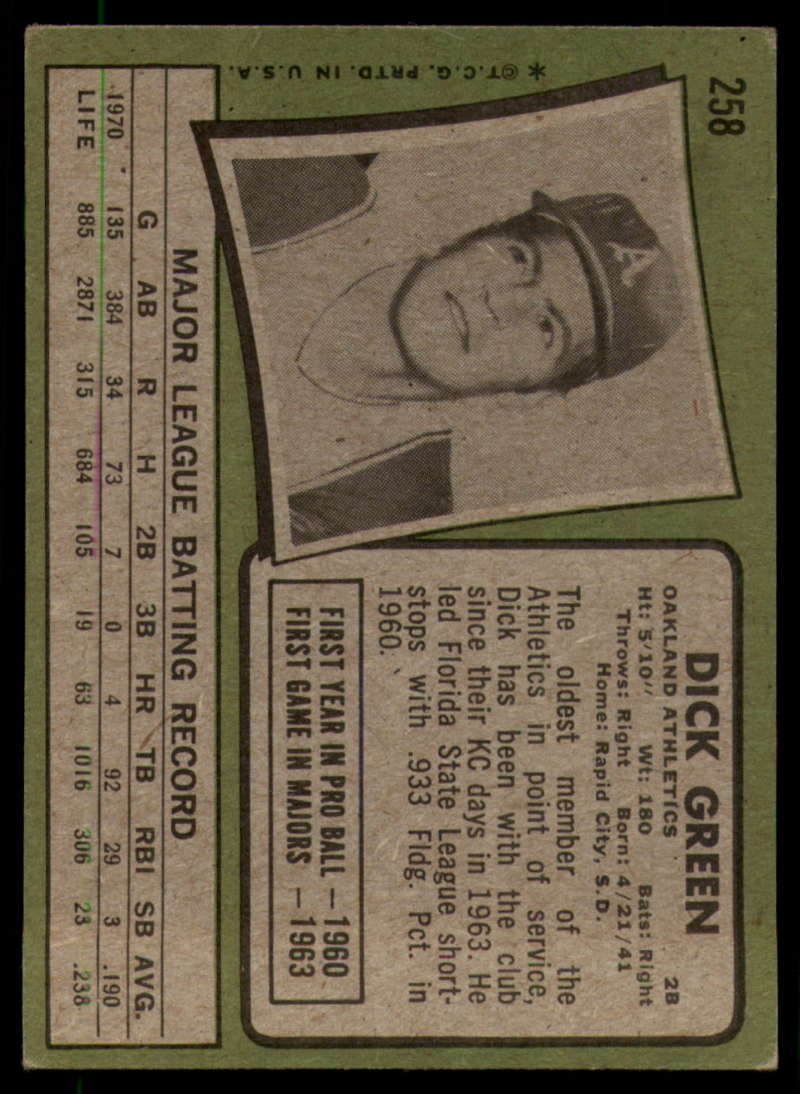 258
✶ ©T.C.G. PRTD. IN U.S.A.
A
DICK GREEN
OAKLAND ATHLETICS 2B
Ht: 5'10" Wt: 180 Bats: Right
Throws: Right Born: 4/21/41
Home: Rapid City, S.D.
The oldest member of the
Athletics in point of service,
Dick has been with the club
since their KC days in 1963. He
led Florida State League short-
stops with .933 Fldg. Pct. in
1960.
FIRST YEAR IN PRO BALL — 1960
FIRST GAME IN MAJORS — 1963
MAJOR LEAGUE BATTING RECORD
G AB R H 2B 3B HR TB RBI SB AVG.
1970 135 384 34 73 7 0 4 92 29 3 .190
LIFE 885 2871 315 684 105 19 63 1016 306 23 .238